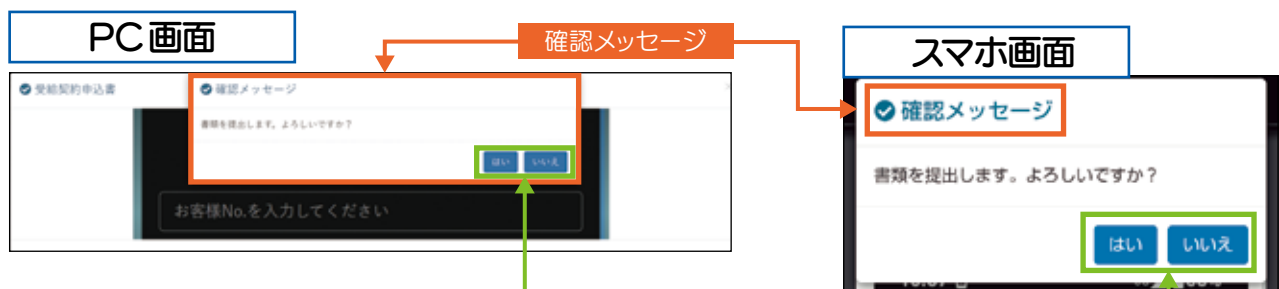 PC画面
確認メッセージ
スマホ画面
受給契約申込書
確認メッセージ
書類を提出します。よろしいですか？
はい
いいえ
お客様No.を入力してください
確認メッセージ
書類を提出します。よろしいですか？
はい
いいえ